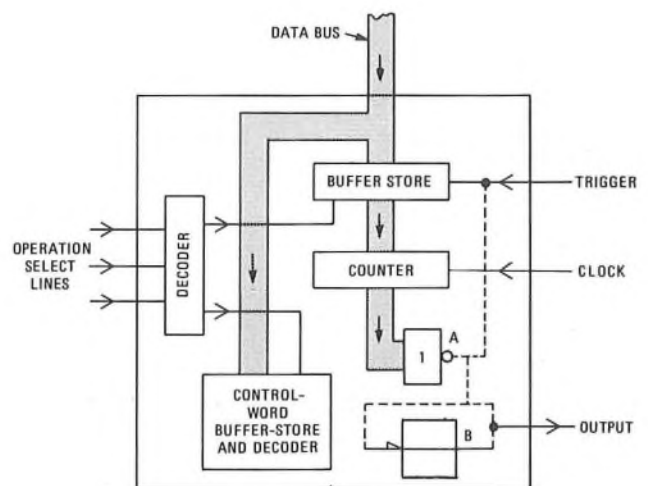 DATA BUS
BUFFER STORE
TRIGGER
OPERATION
SELECT
LINES
DECODER
COUNTER
CLOCK
1
A
CONTROL-
WORD
BUFFER-STORE
AND DECODER
B
OUTPUT